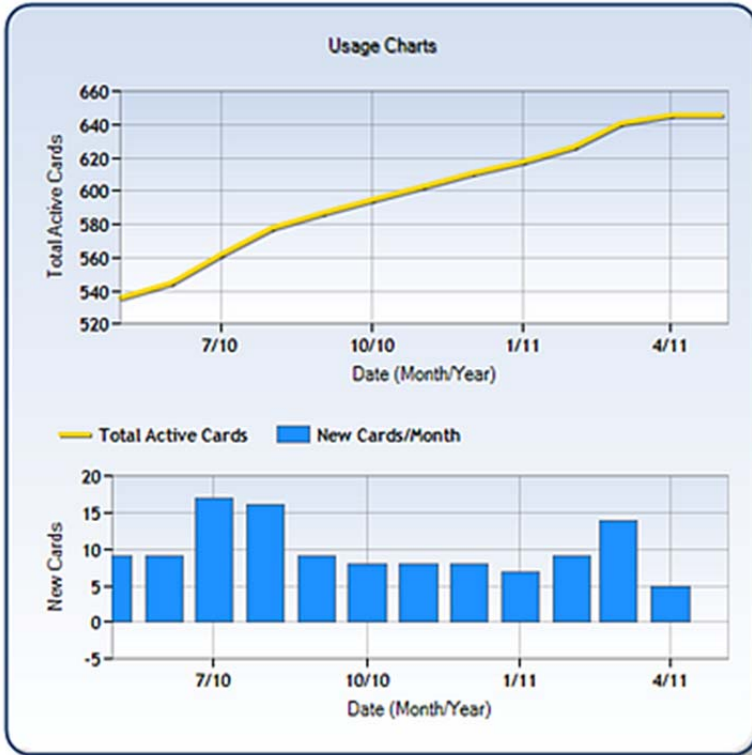 Usage Charts
660
640
620
600
580
560
540
520
Total Active Cards
7/10 10/10 1/11 4/11
Date (Month/Year)
Total Active Cards New Cards/Month
20
15
10
5
0
-5
New Cards
7/10 10/10 1/11 4/11
Date (Month/Year)